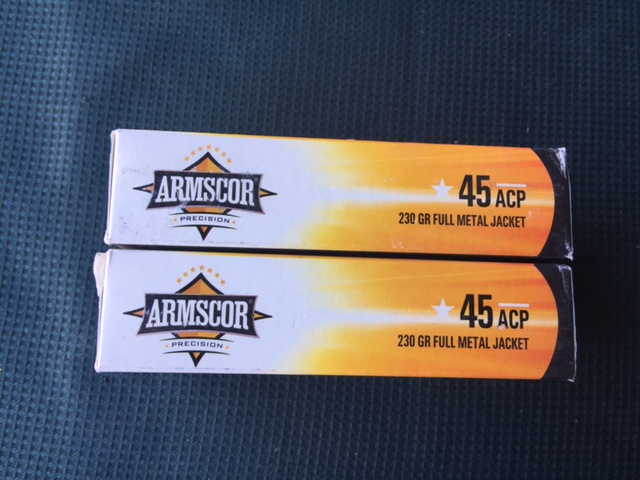 ARMSCOR
PRECISION
45 ACP
230 GR FULL METAL JACKET
ARMSCOR
PRECISION
45 ACP
230 GR FULL METAL JACKET